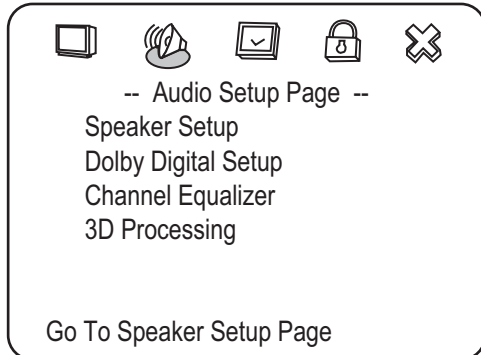 -- Audio Setup Page --
Speaker Setup
Dolby Digital Setup
Channel Equalizer
3D Processing
Go To Speaker Setup Page